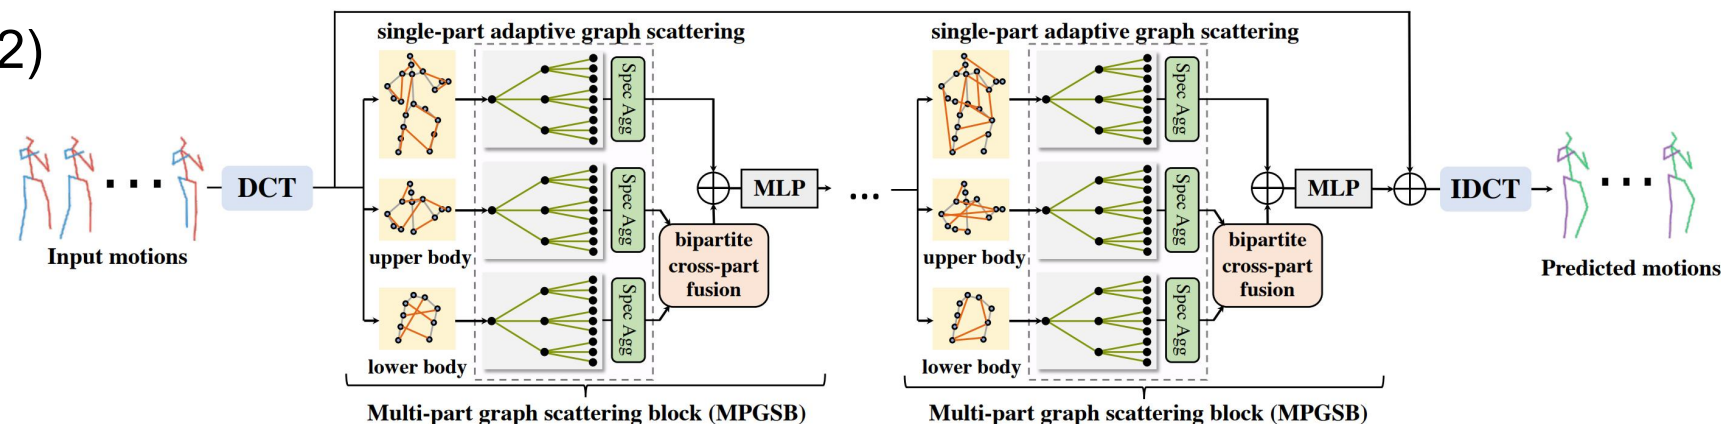 2)
single-part adaptive graph scattering
single-part adaptive graph scattering
Spec Agg
Spec Agg
Input motions
DCT
upper body
Spec Agg
bipartite
cross-part
fusion
MLP
...
upper body
Spec Agg
bipartite
cross-part
fusion
MLP
IDCT
Predicted motions
lower body
Spec Agg
lower body
Spec Agg
Multi-part graph scattering block (MPGSB)
Multi-part graph scattering block (MPGSB)